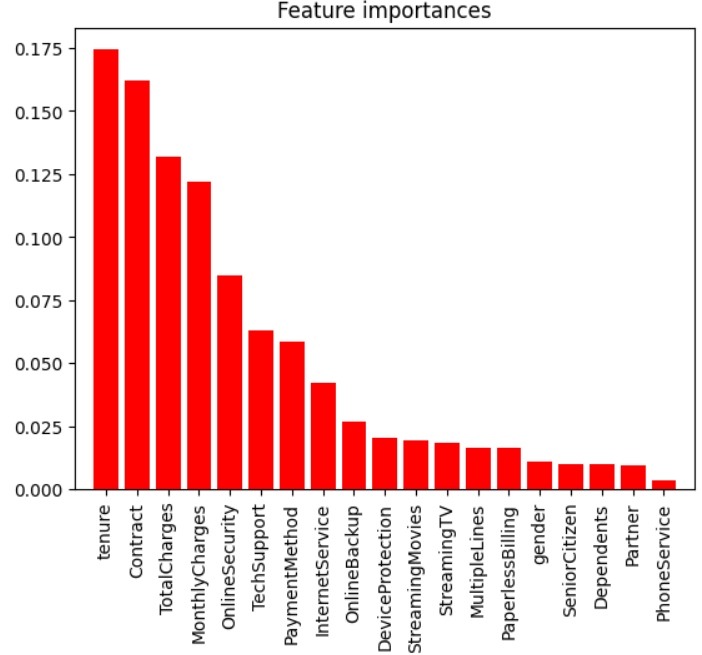 Feature importances
0.175
0.150
0.125
0.100
0.075
0.050
0.025
0.000
tenure
Contract
TotalCharges
MonthlyCharges
OnlineSecurity
TechSupport
PaymentMethod
InternetService
OnlineBackup
DeviceProtection
StreamingMovies
StreamingTV
MultipleLines
PaperlessBilling
gender
SeniorCitizen
Dependents
Partner
PhoneService